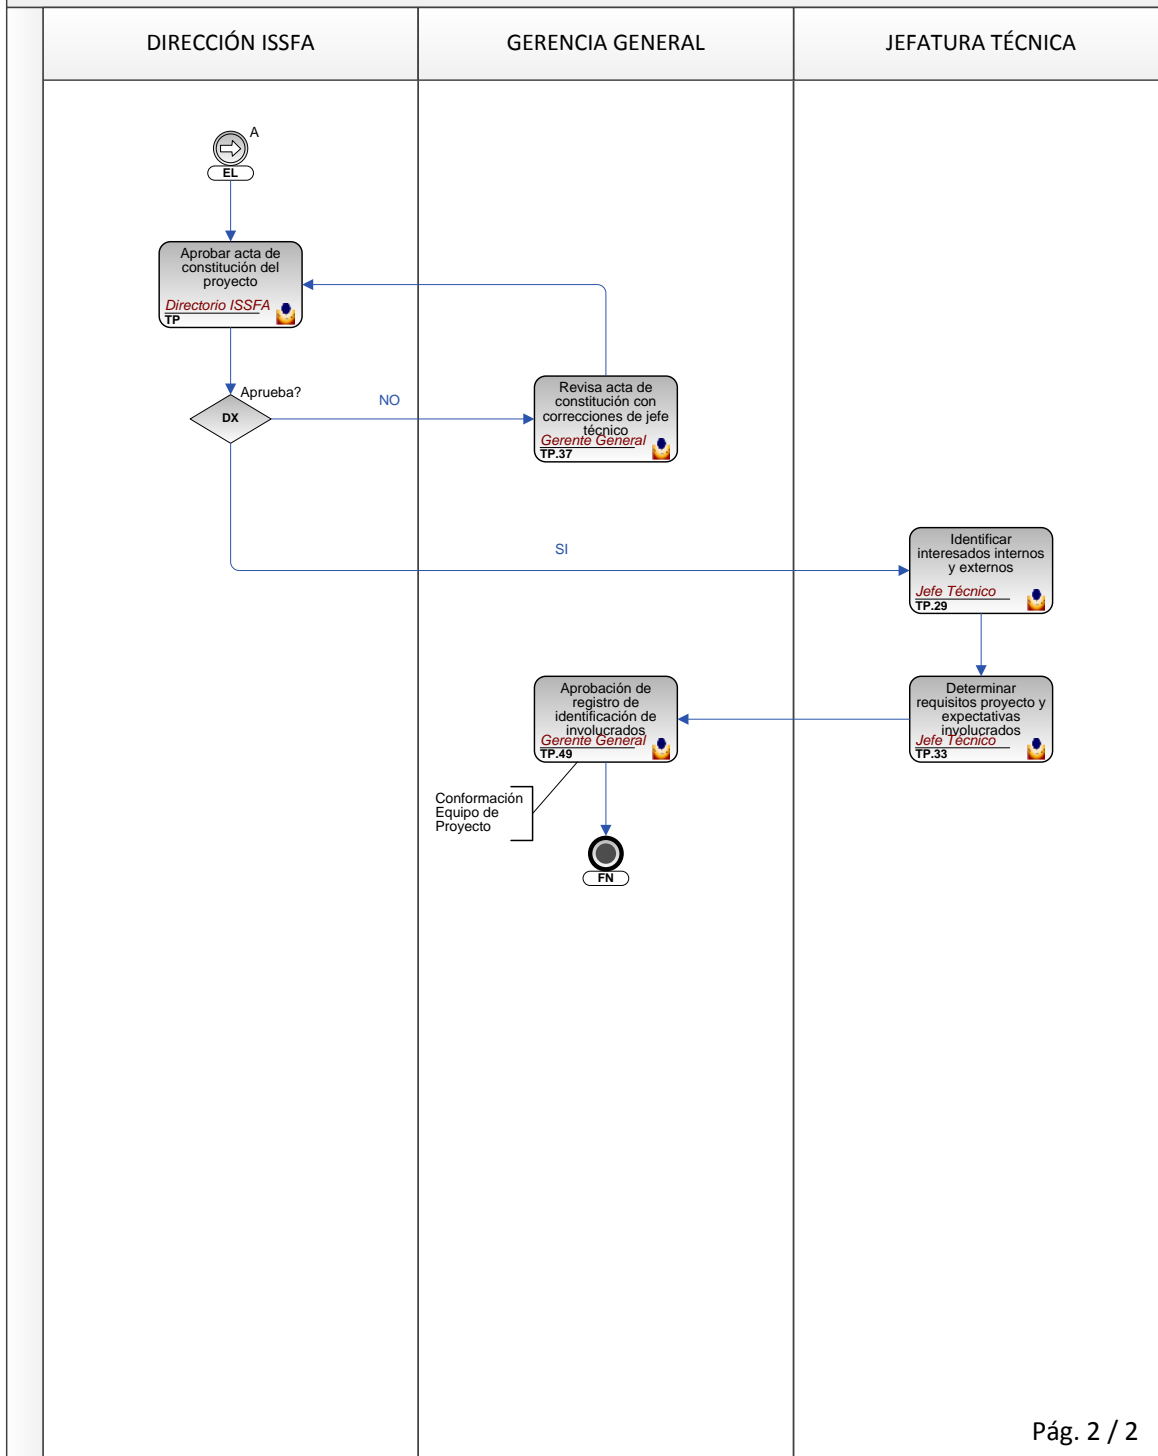 DIRECCIÓN ISSFA
GERENCIA GENERAL
JEFATURA TÉCNICA
A
EL
Aprobar acta de
constitución del
proyecto
Directorio ISSFA
TP
Aprueba?
DX
NO
Revisa acta de
constitución con
correcciones de jefe
técnico
Gerente General
TP.37
SI
Identificar
interesados internos
y externos
Jefe Técnico
TP.29
Determinar
requisitos proyecto y
expectativas
involucrados
Jefe Técnico
TP.33
Aprobación de
registro de
identificación de
involucrados
Gerente General
TP.49
Conformación
Equipo de
Proyecto
FN
Pág. 2 / 2